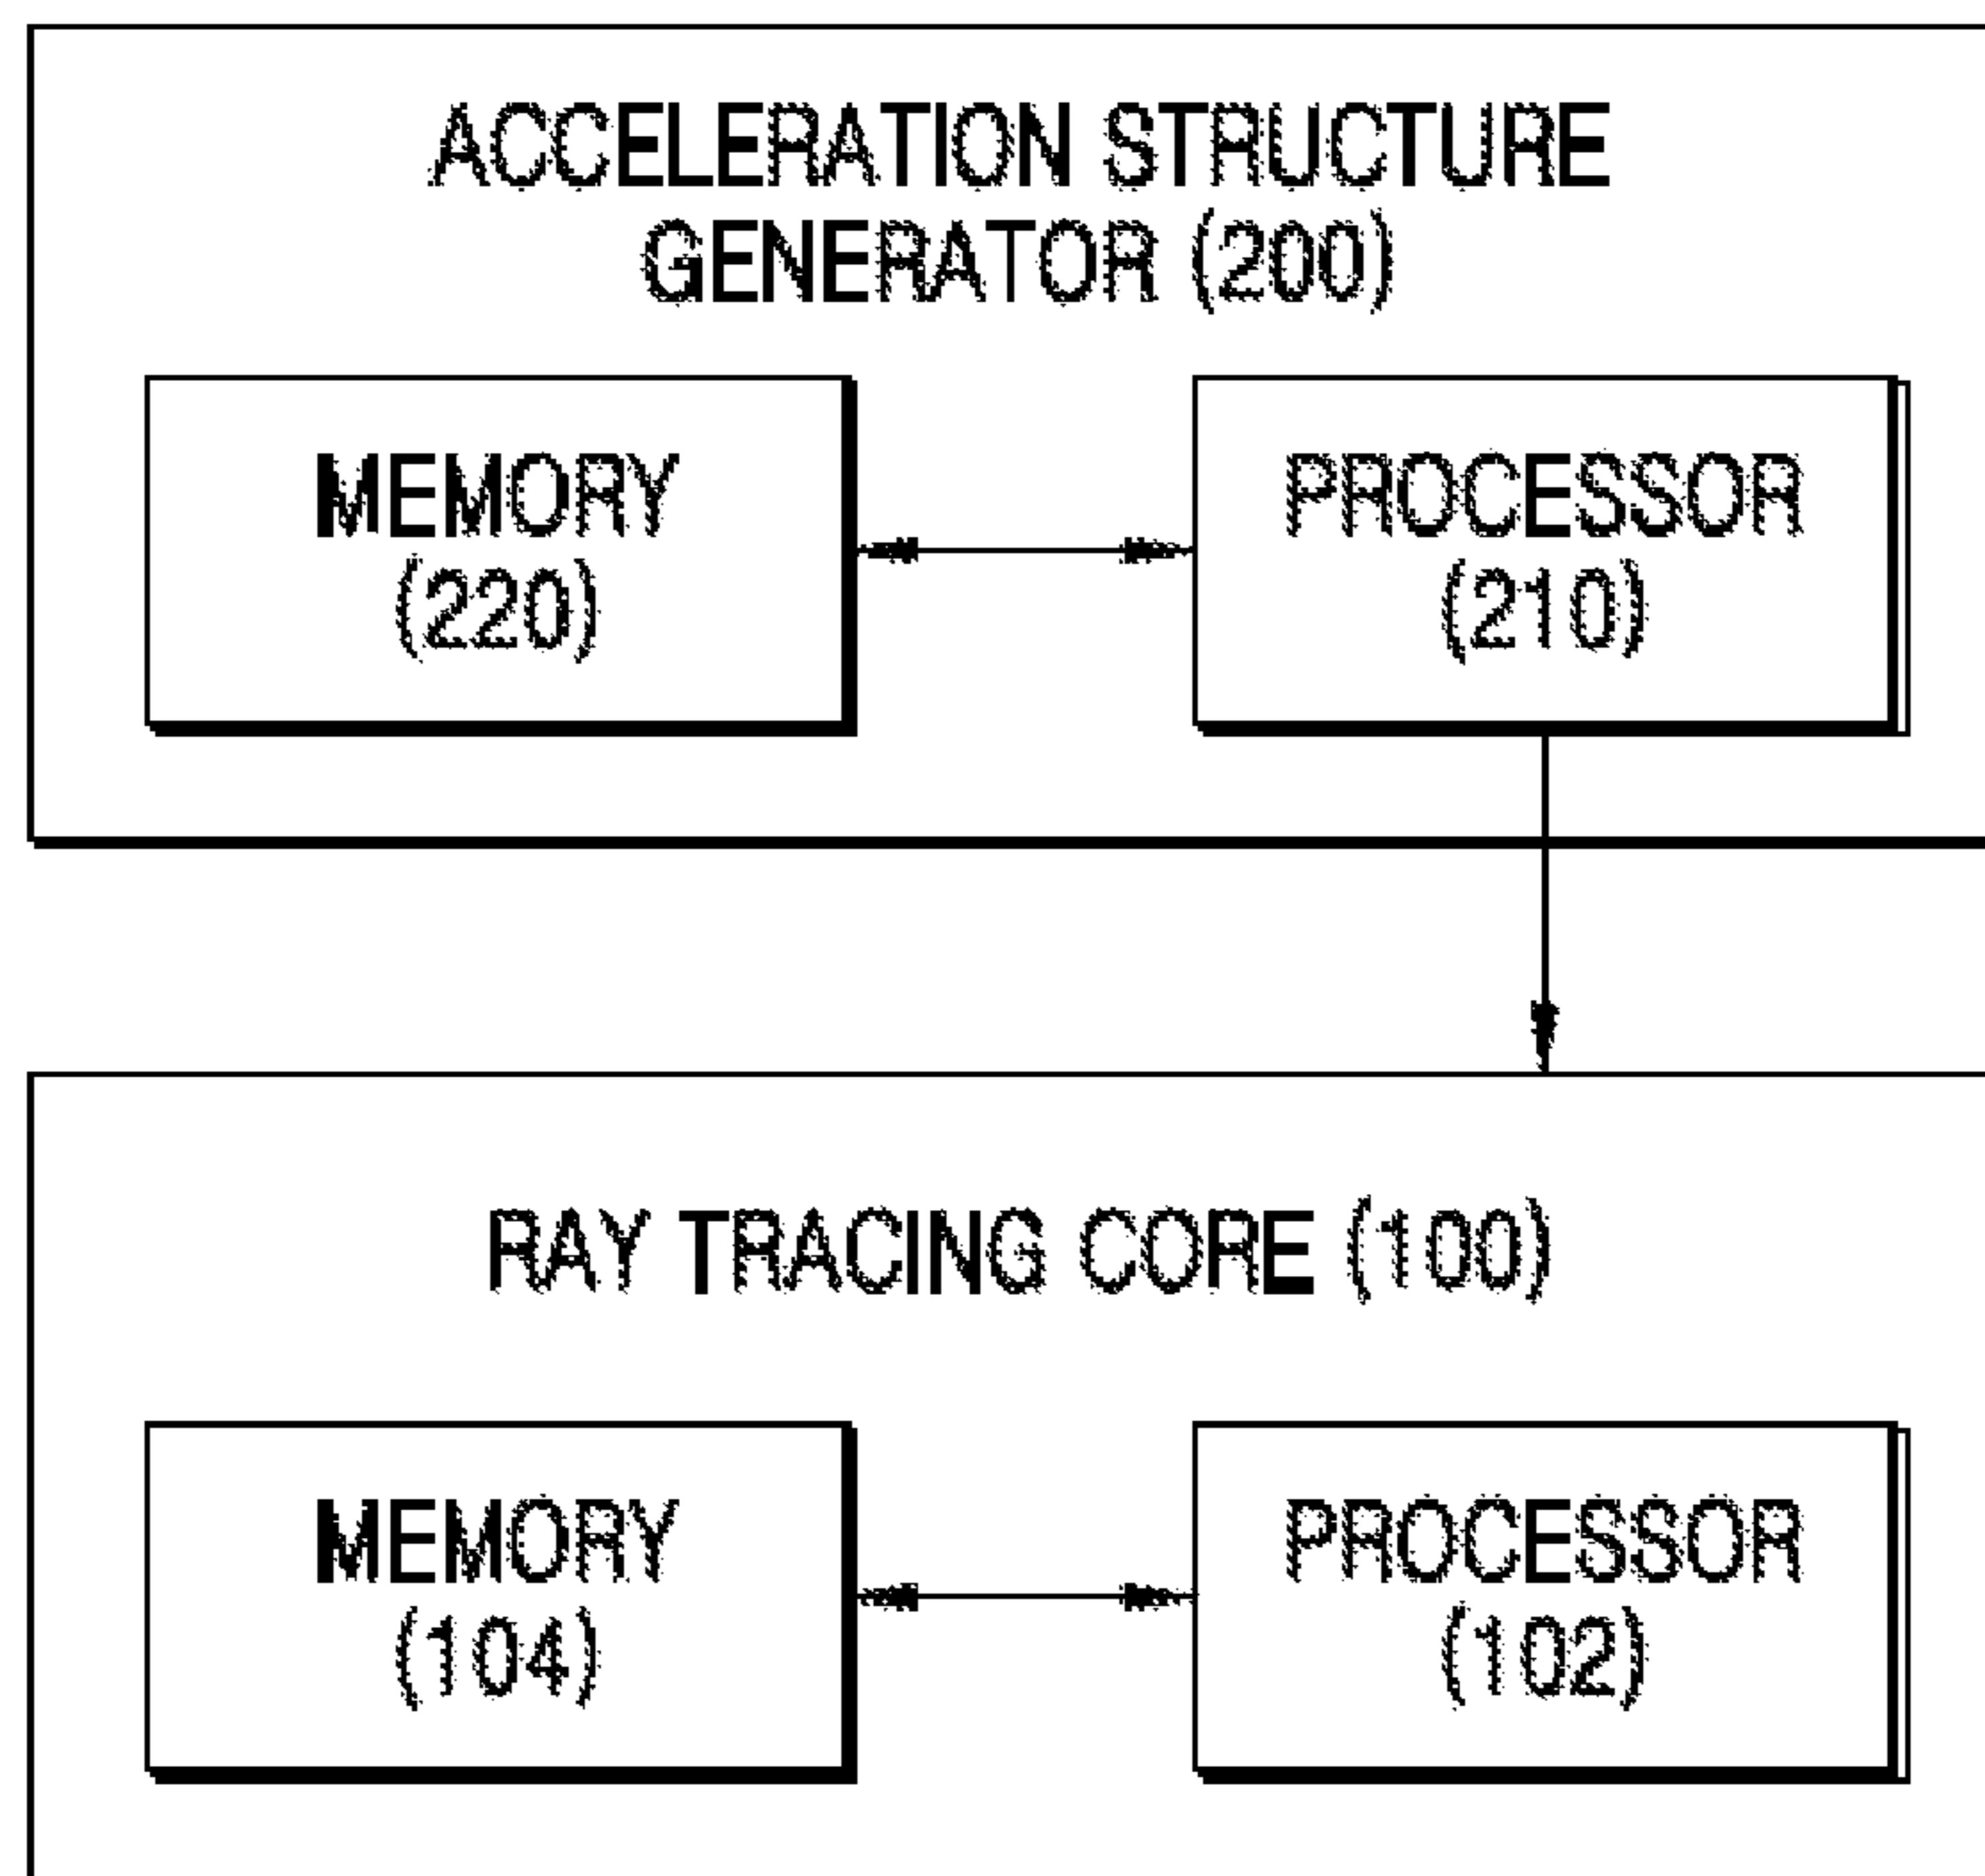 ACCELERATION STRUCTURE
GENERATOR (200)
MEMORY
(220)
PROCESSOR
(210)
RAY TRACING CORE (100)
MEMORY
(104)
PROCESSOR
(102)